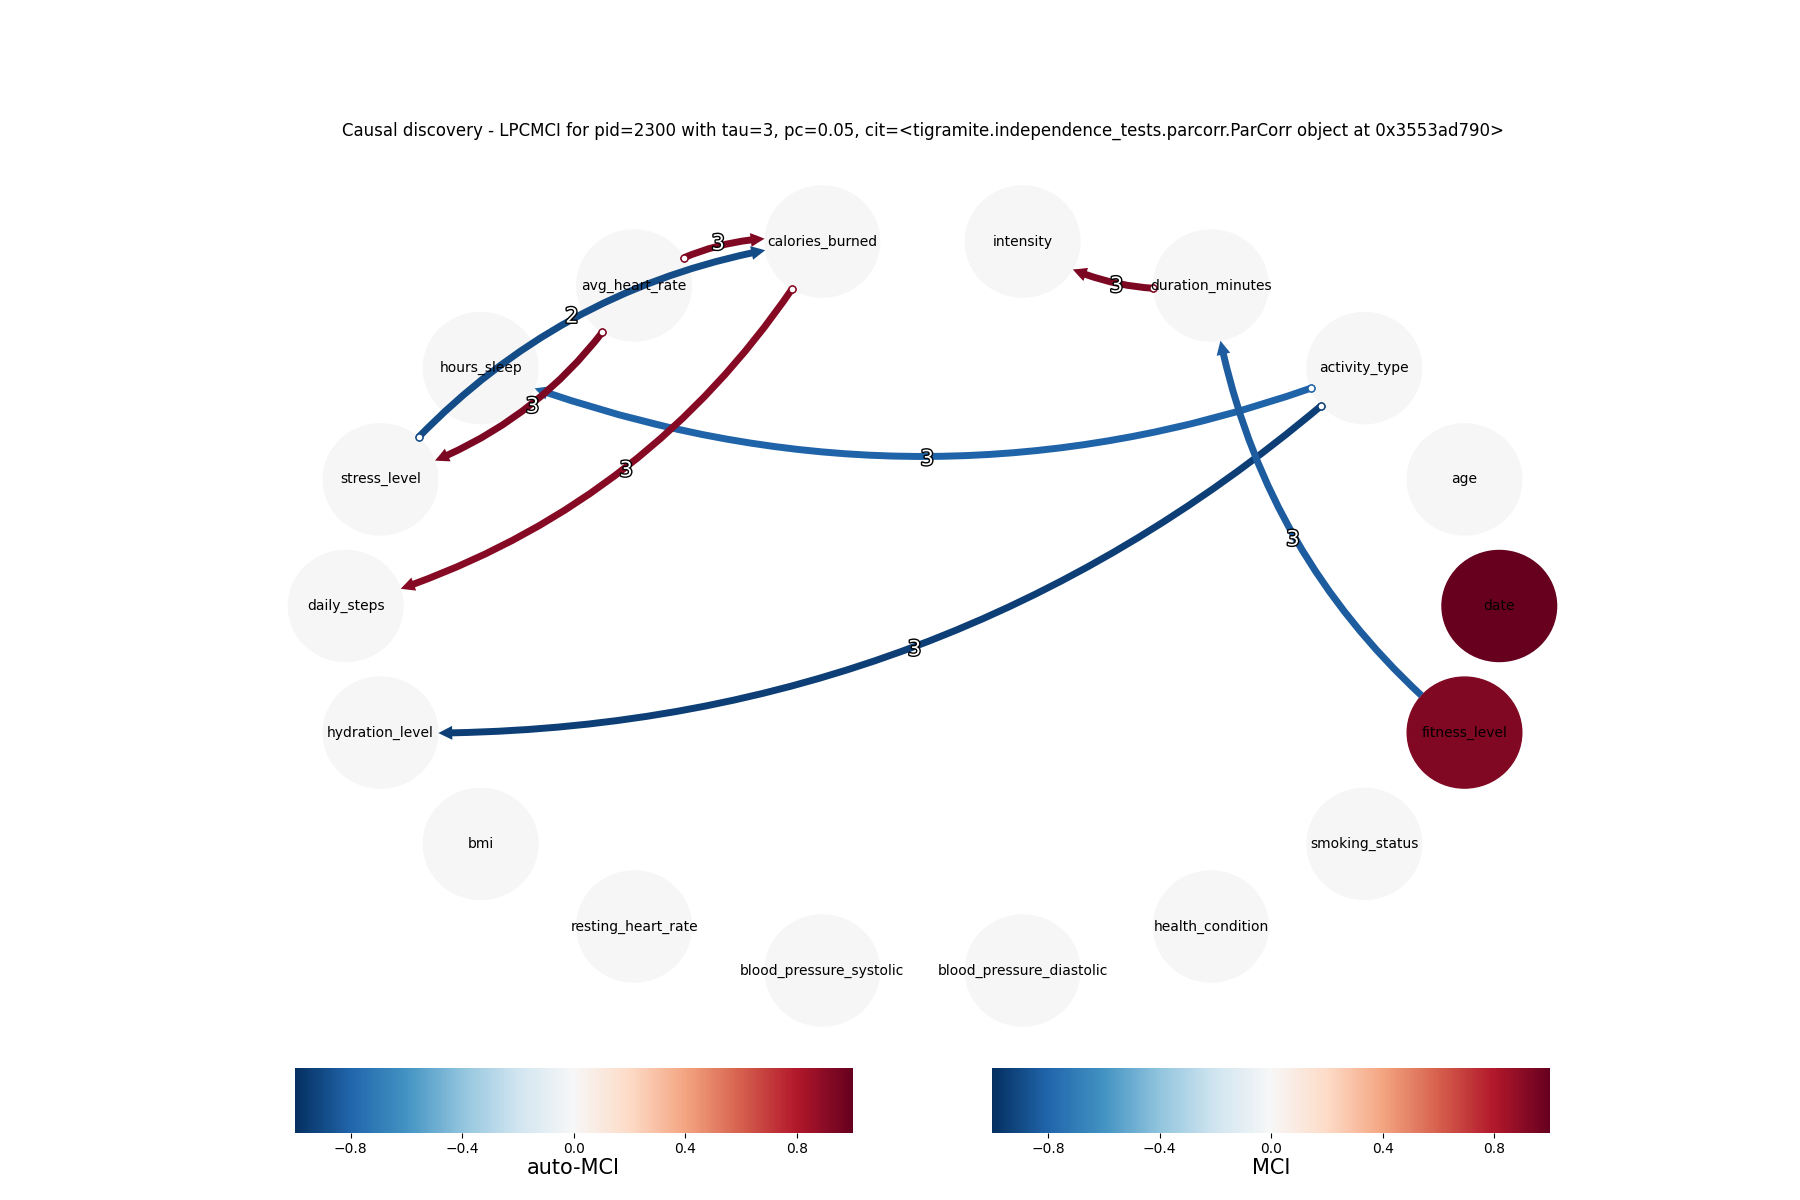 Causal discovery - LPCMCI for pid=2300 with tau=3, pc=0.05, cit=<tigramite.independence_tests.parcorr.ParCorr object at 0x3553ad790>
calories_burned
intensity
3
avg_heart_rate
3
duration_minutes
2
hours_sleep
activity_type
3
3
3
stress_level
age
3
daily_steps
date
3
hydration_level
fitness_level
bmi
smoking_status
resting_heart_rate
health_condition
blood_pressure_systolic
blood_pressure_diastolic
−0.8 −0.4 0.0 0.4 0.8
auto-MCI
−0.8 −0.4 0.0 0.4 0.8
MCI